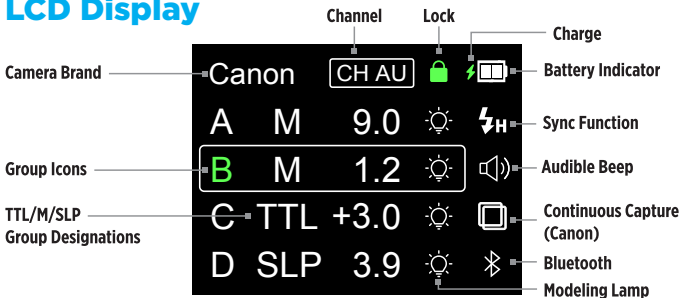 LCD Display
Channel
Lock
Charge
Camera Brand
Canon CH AU
Battery Indicator
A M 9.0
H
Sync Function
Group Icons
B M 1.2
Audible Beep
TTL/M/SLP
Group Designations
C TTL +3.0
Continuous Capture
(Canon)
D SLP 3.9
Bluetooth
Modeling Lamp